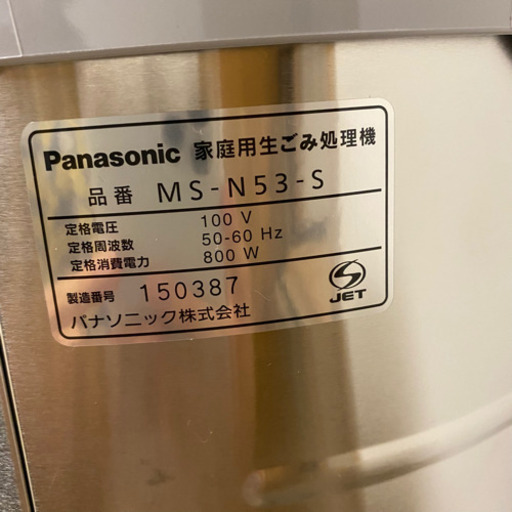 Panasonic 家庭用生ごみ処理機
品番 MS-N53-S
定格電圧 100 V
定格周波数 50-60 Hz
定格消費電力 800 W
製造番号 150387
パナソニック株式会社
S JET